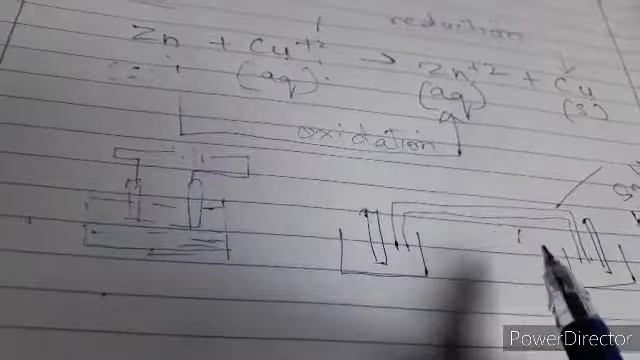 reduction
Zn + Cu+2 → Zn+2 + Cu
(s) (aq) (aq) (s)
oxidation
PowerDirector